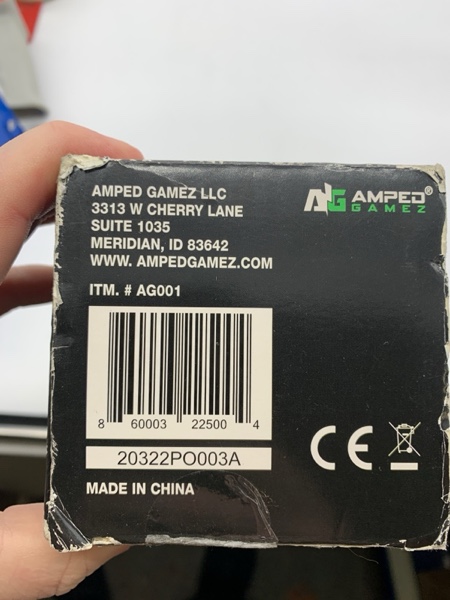 AMPED GAMEZ LLC
3313 W CHERRY LANE
SUITE 1035
MERIDIAN, ID 83642
WWW. AMPEDGAMEZ.COM
ITM. # AG001
AG AMPED®
GAMEZ
8 60003 22500 4
20322PO003A
MADE IN CHINA
CE